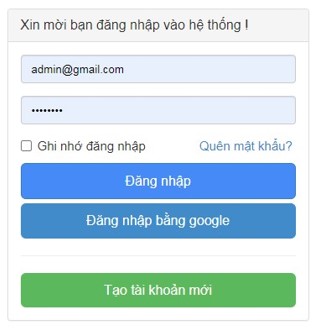 Xin mời bạn đăng nhập vào hệ thống !
admin@gmail.com
••••••••
Ghi nhớ đăng nhập Quên mật khẩu?
Đăng nhập
Đăng nhập bằng google
Tạo tài khoản mới